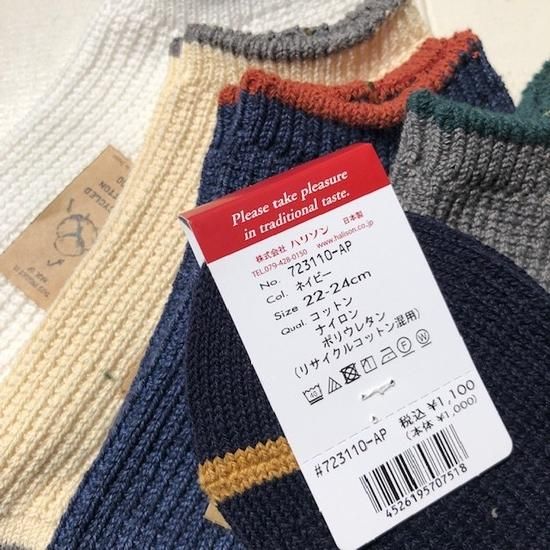 Please take pleasure
in traditional taste.
株式会社 ハリソン 日本製
TEL.079-428-0150 www.halison.co.jp
No. 723110-AP
Col. ネイビー
Size 22-24cm
Qual. コットン
ナイロン
ポリウレタン
(リサイクルコットン混用)
40
F
W
税込 ¥1,100
(本体 ¥1,000)
#723110-AP
4526195707518